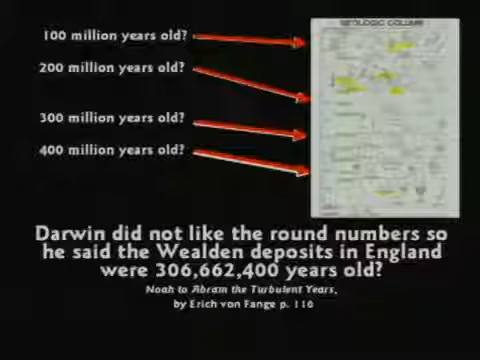 GEOLOGIC COLUMN
100 million years old?
200 million years old?
300 million years old?
400 million years old?
Darwin did not like the round numbers so
he said the Wealden deposits in England
were 306,662,400 years old?
Noah to Abram the Turbulent Years,
by Erich von Fange p. 110